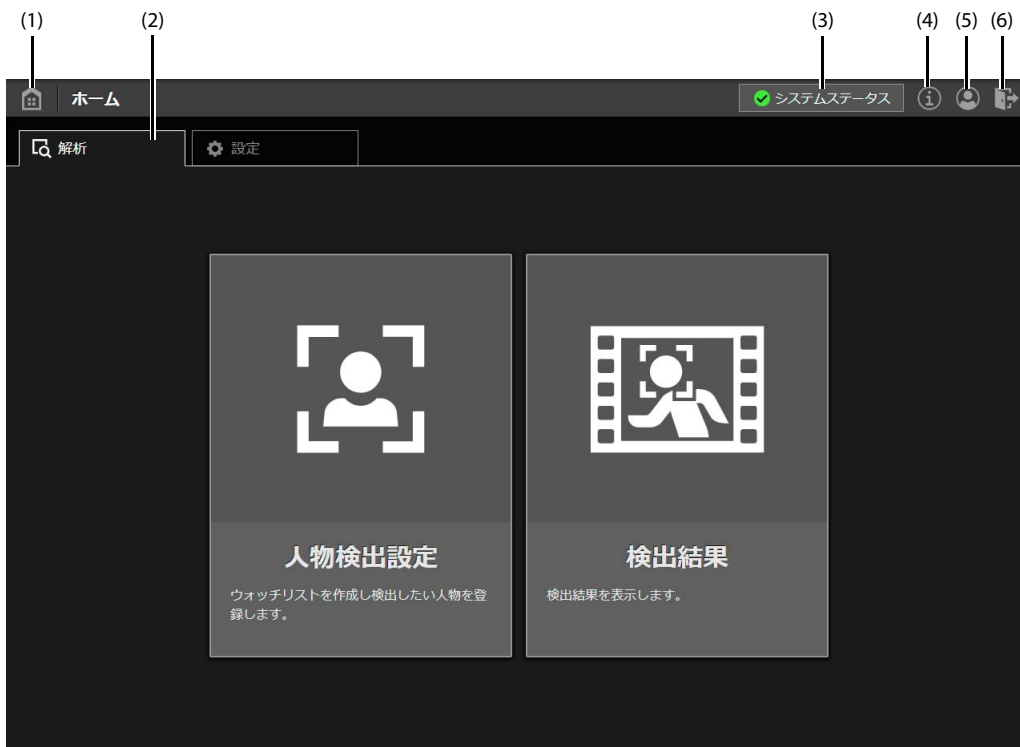 (1) (2) (3) (4) (5) (6)
ホーム システムステータス
解析 設定
人物検出設定
ウォッチリストを作成し検出したい人物を登
録します。
検出結果
検出結果を表示します。